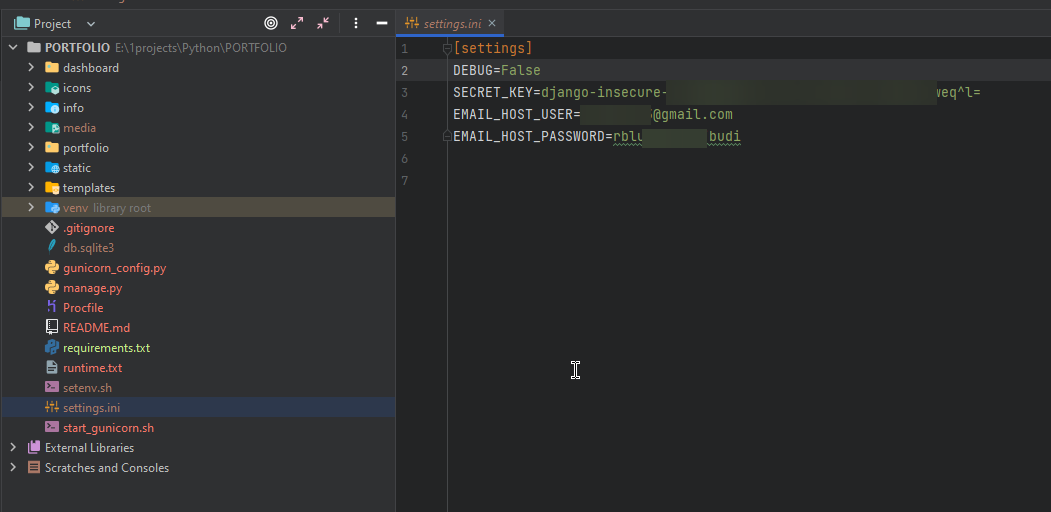 Project
PORTFOLIO E:\1projects\Python\PORTFOLIO
dashboard
icons
info
media
portfolio
static
templates
venv library root
.gitignore
db.sqlite3
gunicorn_config.py
manage.py
Procfile
README.md
requirements.txt
runtime.txt
setenv.sh
settings.ini
start_gunicorn.sh
External Libraries
Scratches and Consoles
settings.ini
1 [settings]
2 DEBUG=False
3 SECRET_KEY=django-insecure- weq^l=
4 EMAIL_HOST_USER= @gmail.com
5 EMAIL_HOST_PASSWORD=rblu budi
6
7